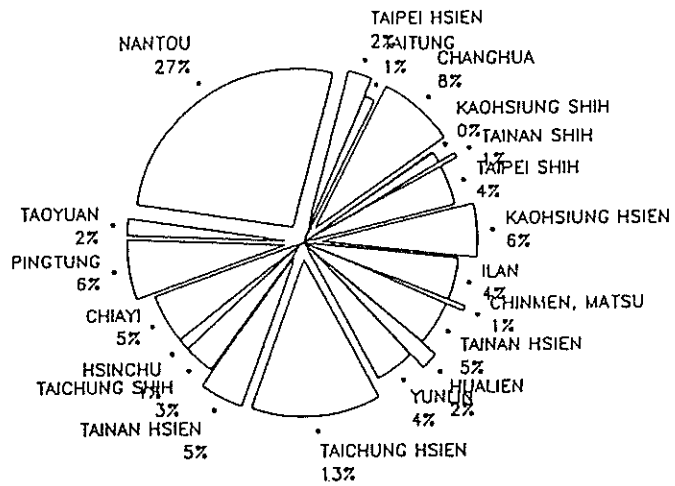 TAIPEI HSIEN
2%
TAITUNG
1%
CHANGHUA
8%
KAOHSIUNG SHIH
0%
TAINAN SHIH
1%
TAIPEI SHIH
4%
KAOHSIUNG HSIEN
6%
ILAN
4%
CHINMEN, MATSU
1%
TAINAN HSIEN
5%
HUALIEN
2%
YUNLIN
4%
TAICHUNG HSIEN
13%
TAINAN HSIEN
5%
TAICHUNG SHIH
3%
HSINCHU
1%
CHIAYI
5%
PINGTUNG
6%
TAOYUAN
2%
NANTOU
27%